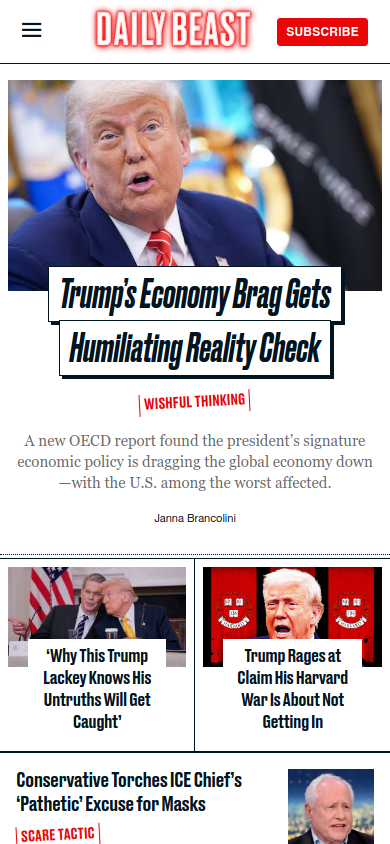 DAILY BEAST
SUBSCRIBE
SPACE FORCE
Trump's Economy Brag Gets
Humiliating Reality Check
WISHFUL THINKING
A new OECD report found the president's signature
economic policy is dragging the global economy down
—with the U.S. among the worst affected.
Janna Brancolini
‘Why This Trump
Lackey Knows His
Untruths Will Get
Caught’
Trump Rages at
Claim His Harvard
War Is About Not
Getting In
Conservative Torches ICE Chief’s
‘Pathetic’ Excuse for Masks
SCARE TACTIC